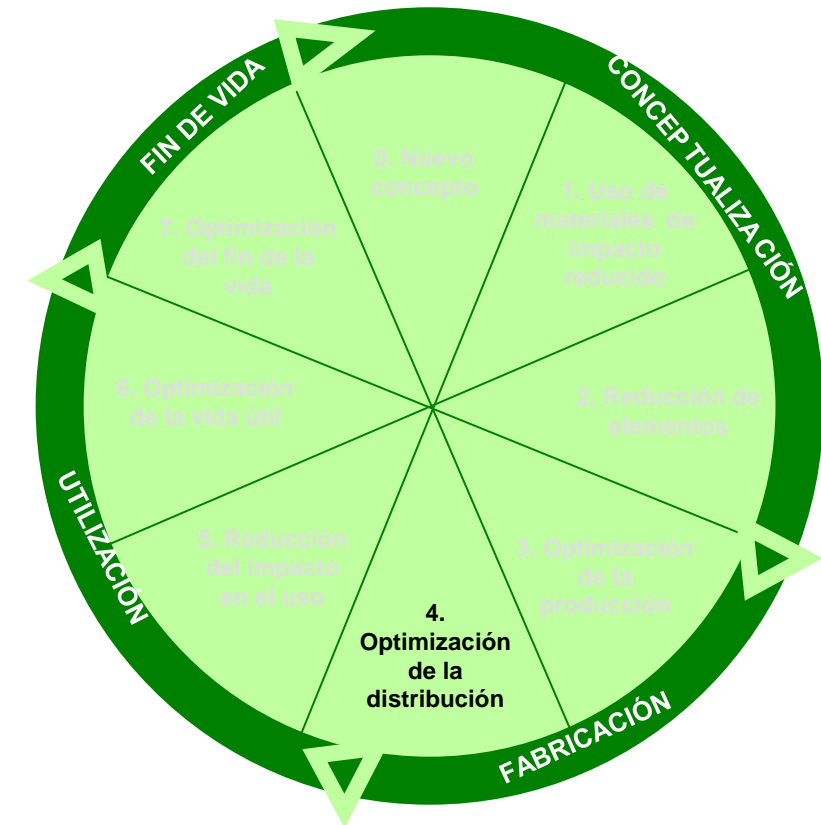 FIN DE VIDA
CONCEPTUALIZACIÓN
0. Nuevo
concepto
1. Uso de
materiales de
impacto
reducido
7. Optimización
del fin de la
vida
6. Optimización
de la vida útil
2. Reducción de
elementos
5. Reducción
del impacto
en el uso
3. Optimización
de la
producción
4.
Optimización
de la
distribución
UTILIZACIÓN
FABRICACIÓN